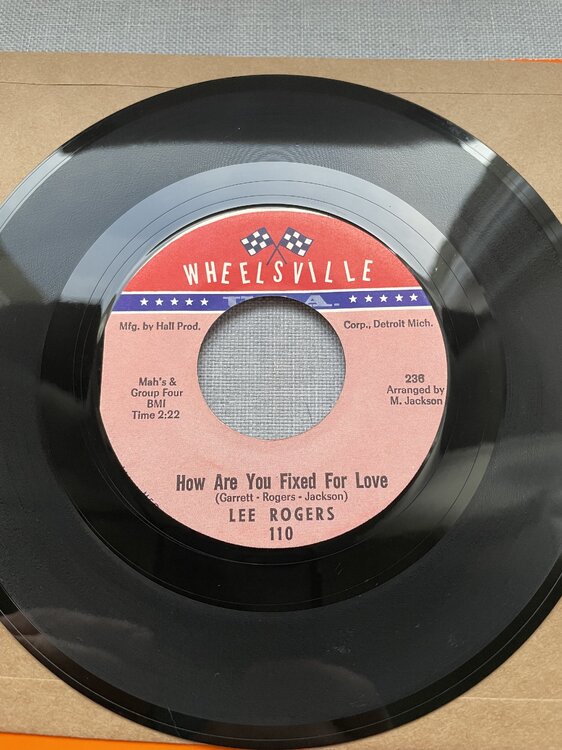 WHEELSVILLE
U.S.A.
Mfg. by Hall Prod. Corp., Detroit Mich.
Mah's &
Group Four
BMI
Time 2:22
236
Arranged by
M. Jackson
How Are You Fixed For Love
(Garrett - Rogers - Jackson)
LEE ROGERS
110